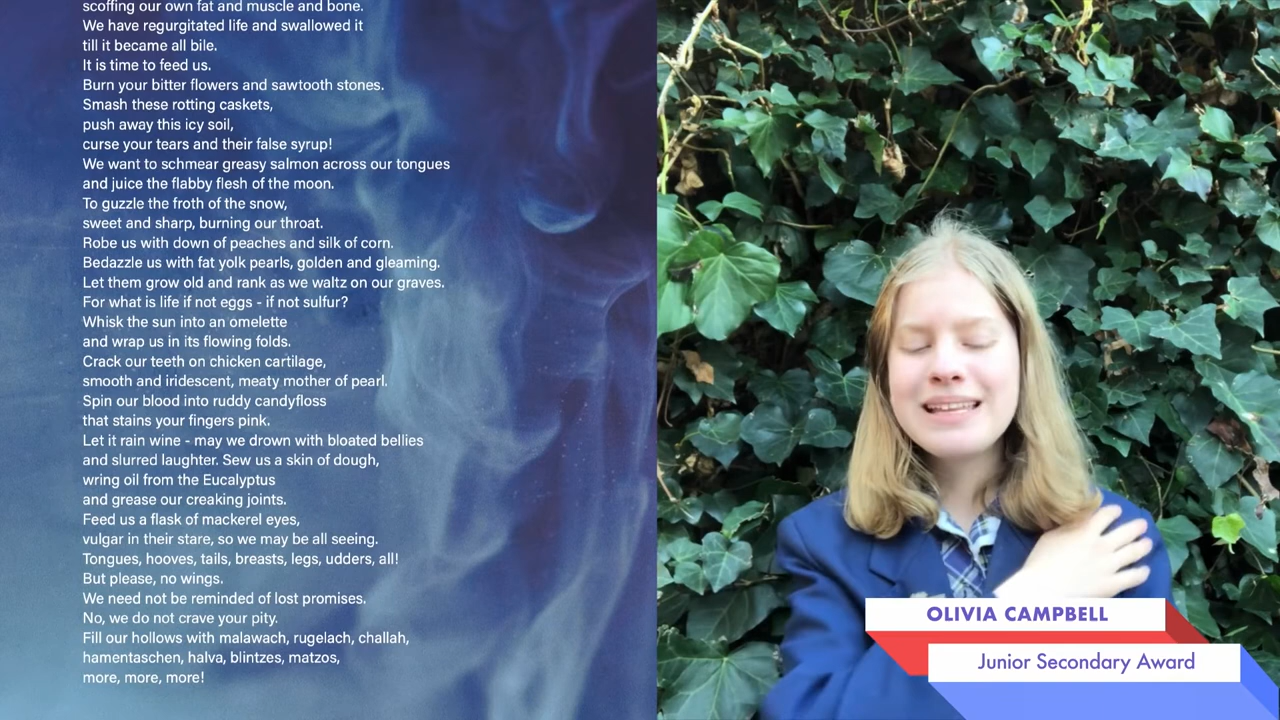 scoffing our own fat and muscle and bone.
We have regurgitated life and swallowed it
till it became all bile.
It is time to feed us.
Burn your bitter flowers and sawtooth stones.
Smash these rotting caskets,
push away this icy soil,
curse your tears and their false syrup!
We want to schmear greasy salmon across our tongues
and juice the flabby flesh of the moon.
To guzzle the froth of the snow,
sweet and sharp, burning our throat.
Robe us with down of peaches and silk of corn.
Bedazzle us with fat yolk pearls, golden and gleaming.
Let them grow old and rank as we waltz on our graves.
For what is life if not eggs - if not sulfur?
Whisk the sun into an omelette
and wrap us in its flowing folds.
Crack our teeth on chicken cartilage,
smooth and iridescent, meaty mother of pearl.
Spin our blood into ruddy candyfloss
that stains your fingers pink.
Let it rain wine - may we drown with bloated bellies
and slurred laughter. Sew us a skin of dough,
wring oil from the Eucalyptus
and grease our creaking joints.
Feed us a flask of mackerel eyes,
vulgar in their stare, so we may be all seeing.
Tongues, hooves, tails, breasts, legs, udders, all!
But please, no wings.
We need not be reminded of lost promises.
No, we do not crave your pity.
Fill our hollows with malawach, rugelach, challah,
hamentaschen, halva, blintzes, matzos,
more, more, more!
OLIVIA CAMPBELL
Junior Secondary Award